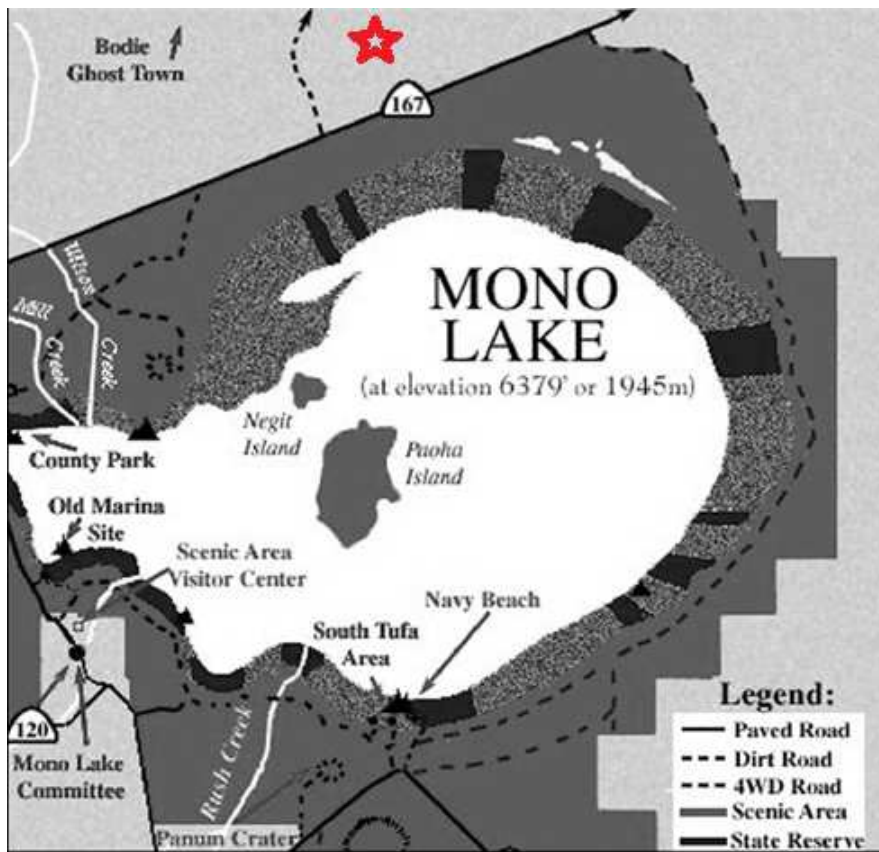 Bodie
Ghost Town
167
MONO
LAKE
(at elevation 6379' or 1945m)
Wilson
Creek
Mill
Creek
Negit
Island
Paoha
Island
County Park
Old Marina
Site
Scenic Area
Visitor Center
Navy Beach
South Tufa
Area
120
Mono Lake
Committee
Rush Creek
Panum Crater
Legend:
Paved Road
Dirt Road
4WD Road
Scenic Area
State Reserve